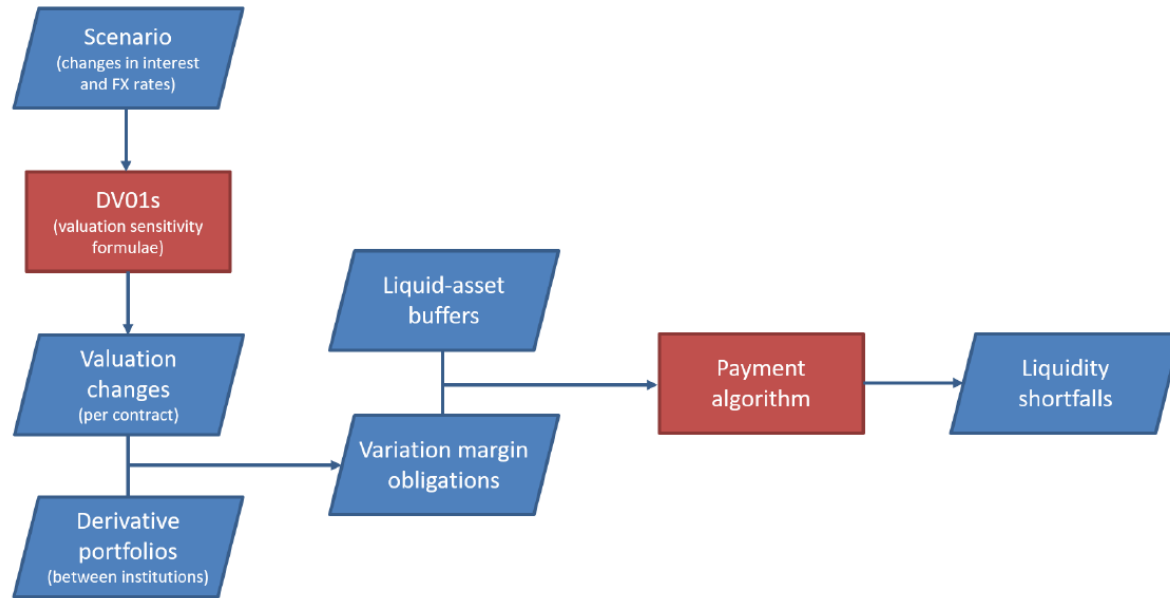 Scenario
(changes in interest
and FX rates)
DV01s
(valuation sensitivity
formulae)
Valuation
changes
(per contract)
Derivative
portfolios
(between institutions)
Liquid-asset
buffers
Variation margin
obligations
Payment
algorithm
Liquidity
shortfalls